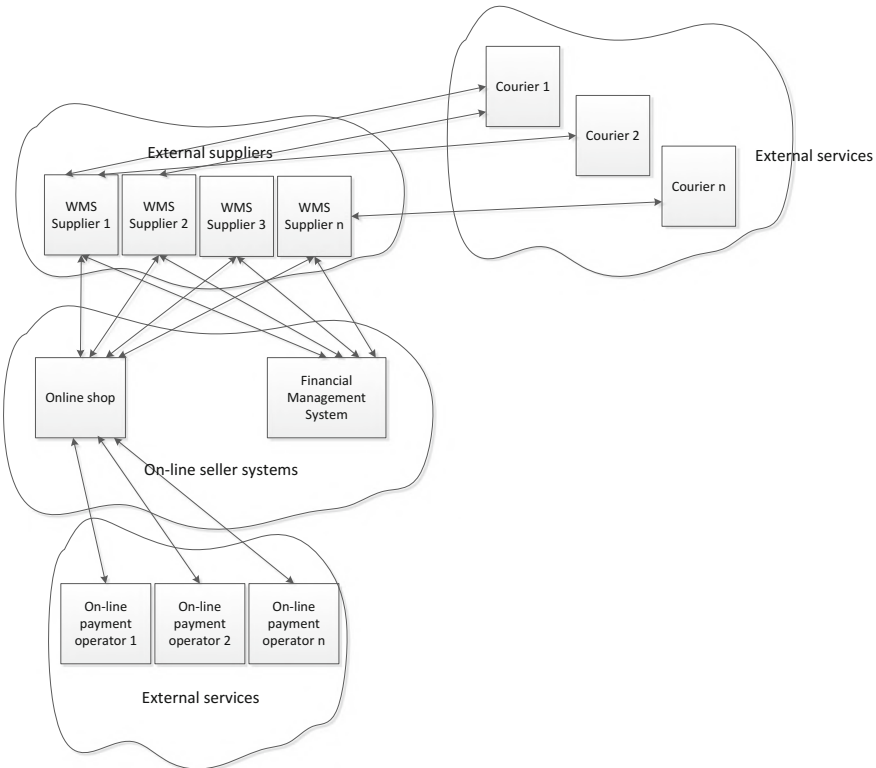 Courier 1
Courier 2
Courier n
External services
External suppliers
WMS
Supplier 1
WMS
Supplier 2
WMS
Supplier 3
WMS
Supplier n
Online shop
Financial
Management
System
On-line seller systems
On-line
payment
operator 1
On-line
payment
operator 2
On-line
payment
operator n
External services